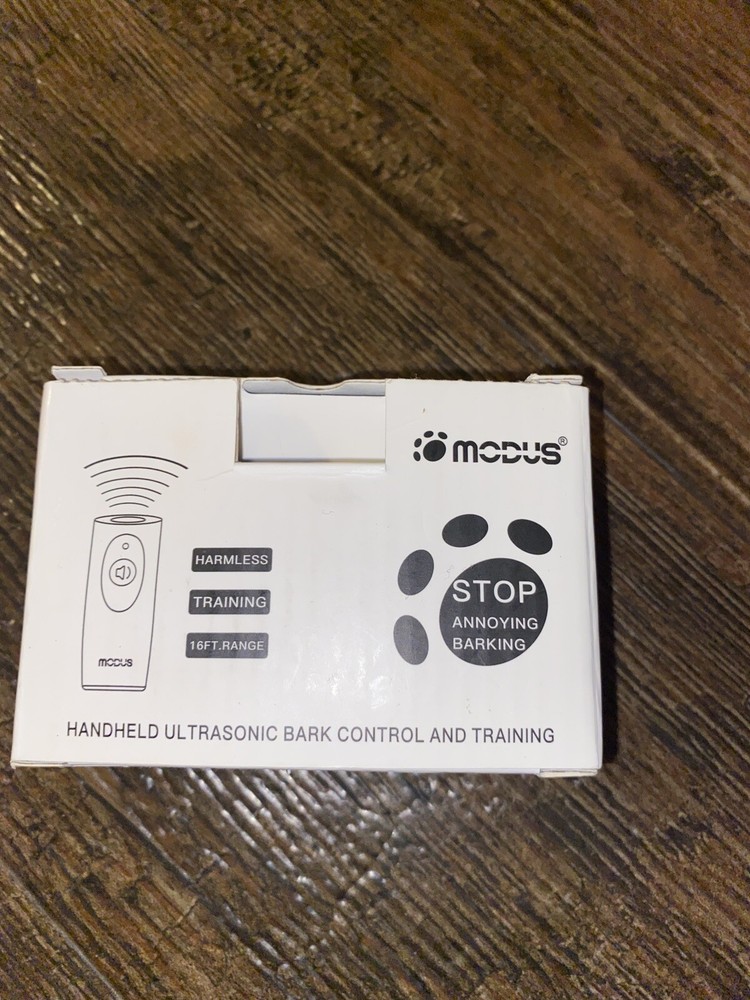 MODUS®
HARMLESS
TRAINING
16FT.RANGE
MODUS
STOP
ANNOYING
BARKING
HANDHELD ULTRASONIC BARK CONTROL AND TRAINING